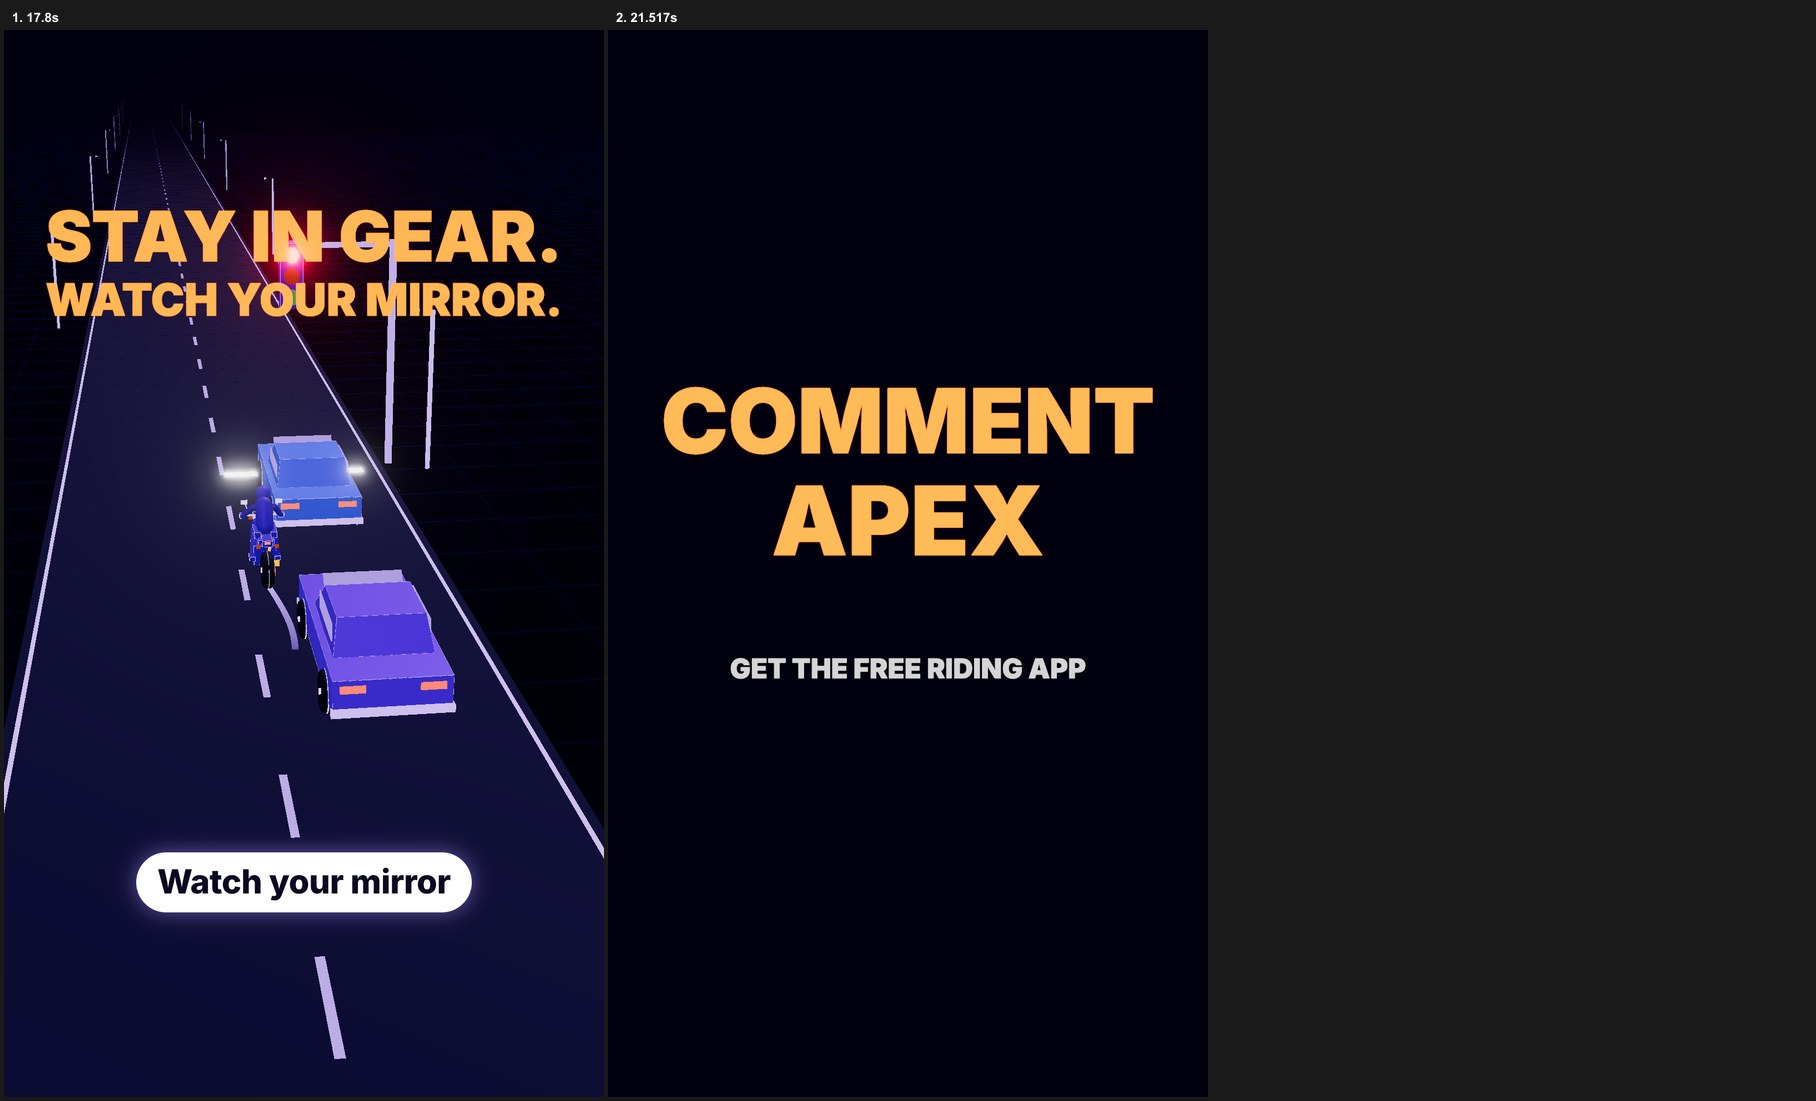 1. 17.8s
STAY IN GEAR.
WATCH YOUR MIRROR.
Watch your mirror
2. 21.517s
COMMENT
APEX
GET THE FREE RIDING APP